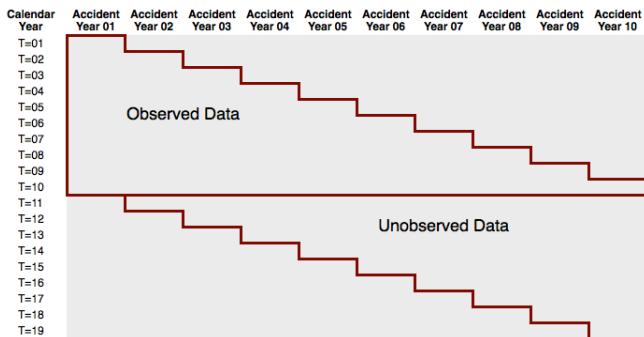 Calendar Year Accident Year 01 Accident Year 02 Accident Year 03 Accident Year 04 Accident Year 05 Accident Year 06 Accident Year 07 Accident Year 08 Accident Year 09 Accident Year 10
T=01
T=02
T=03
T=04
T=05
Observed Data
T=06
T=07
T=08
T=09
T=10
T=11
T=12
Unobserved Data
T=13
T=14
T=15
T=16
T=17
T=18
T=19